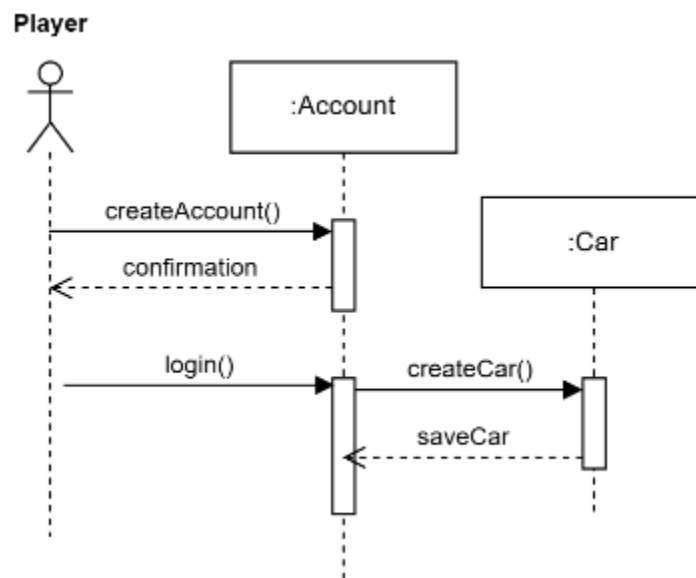 Player
:Account
createAccount()
:Car
confirmation
login()
createCar()
saveCar